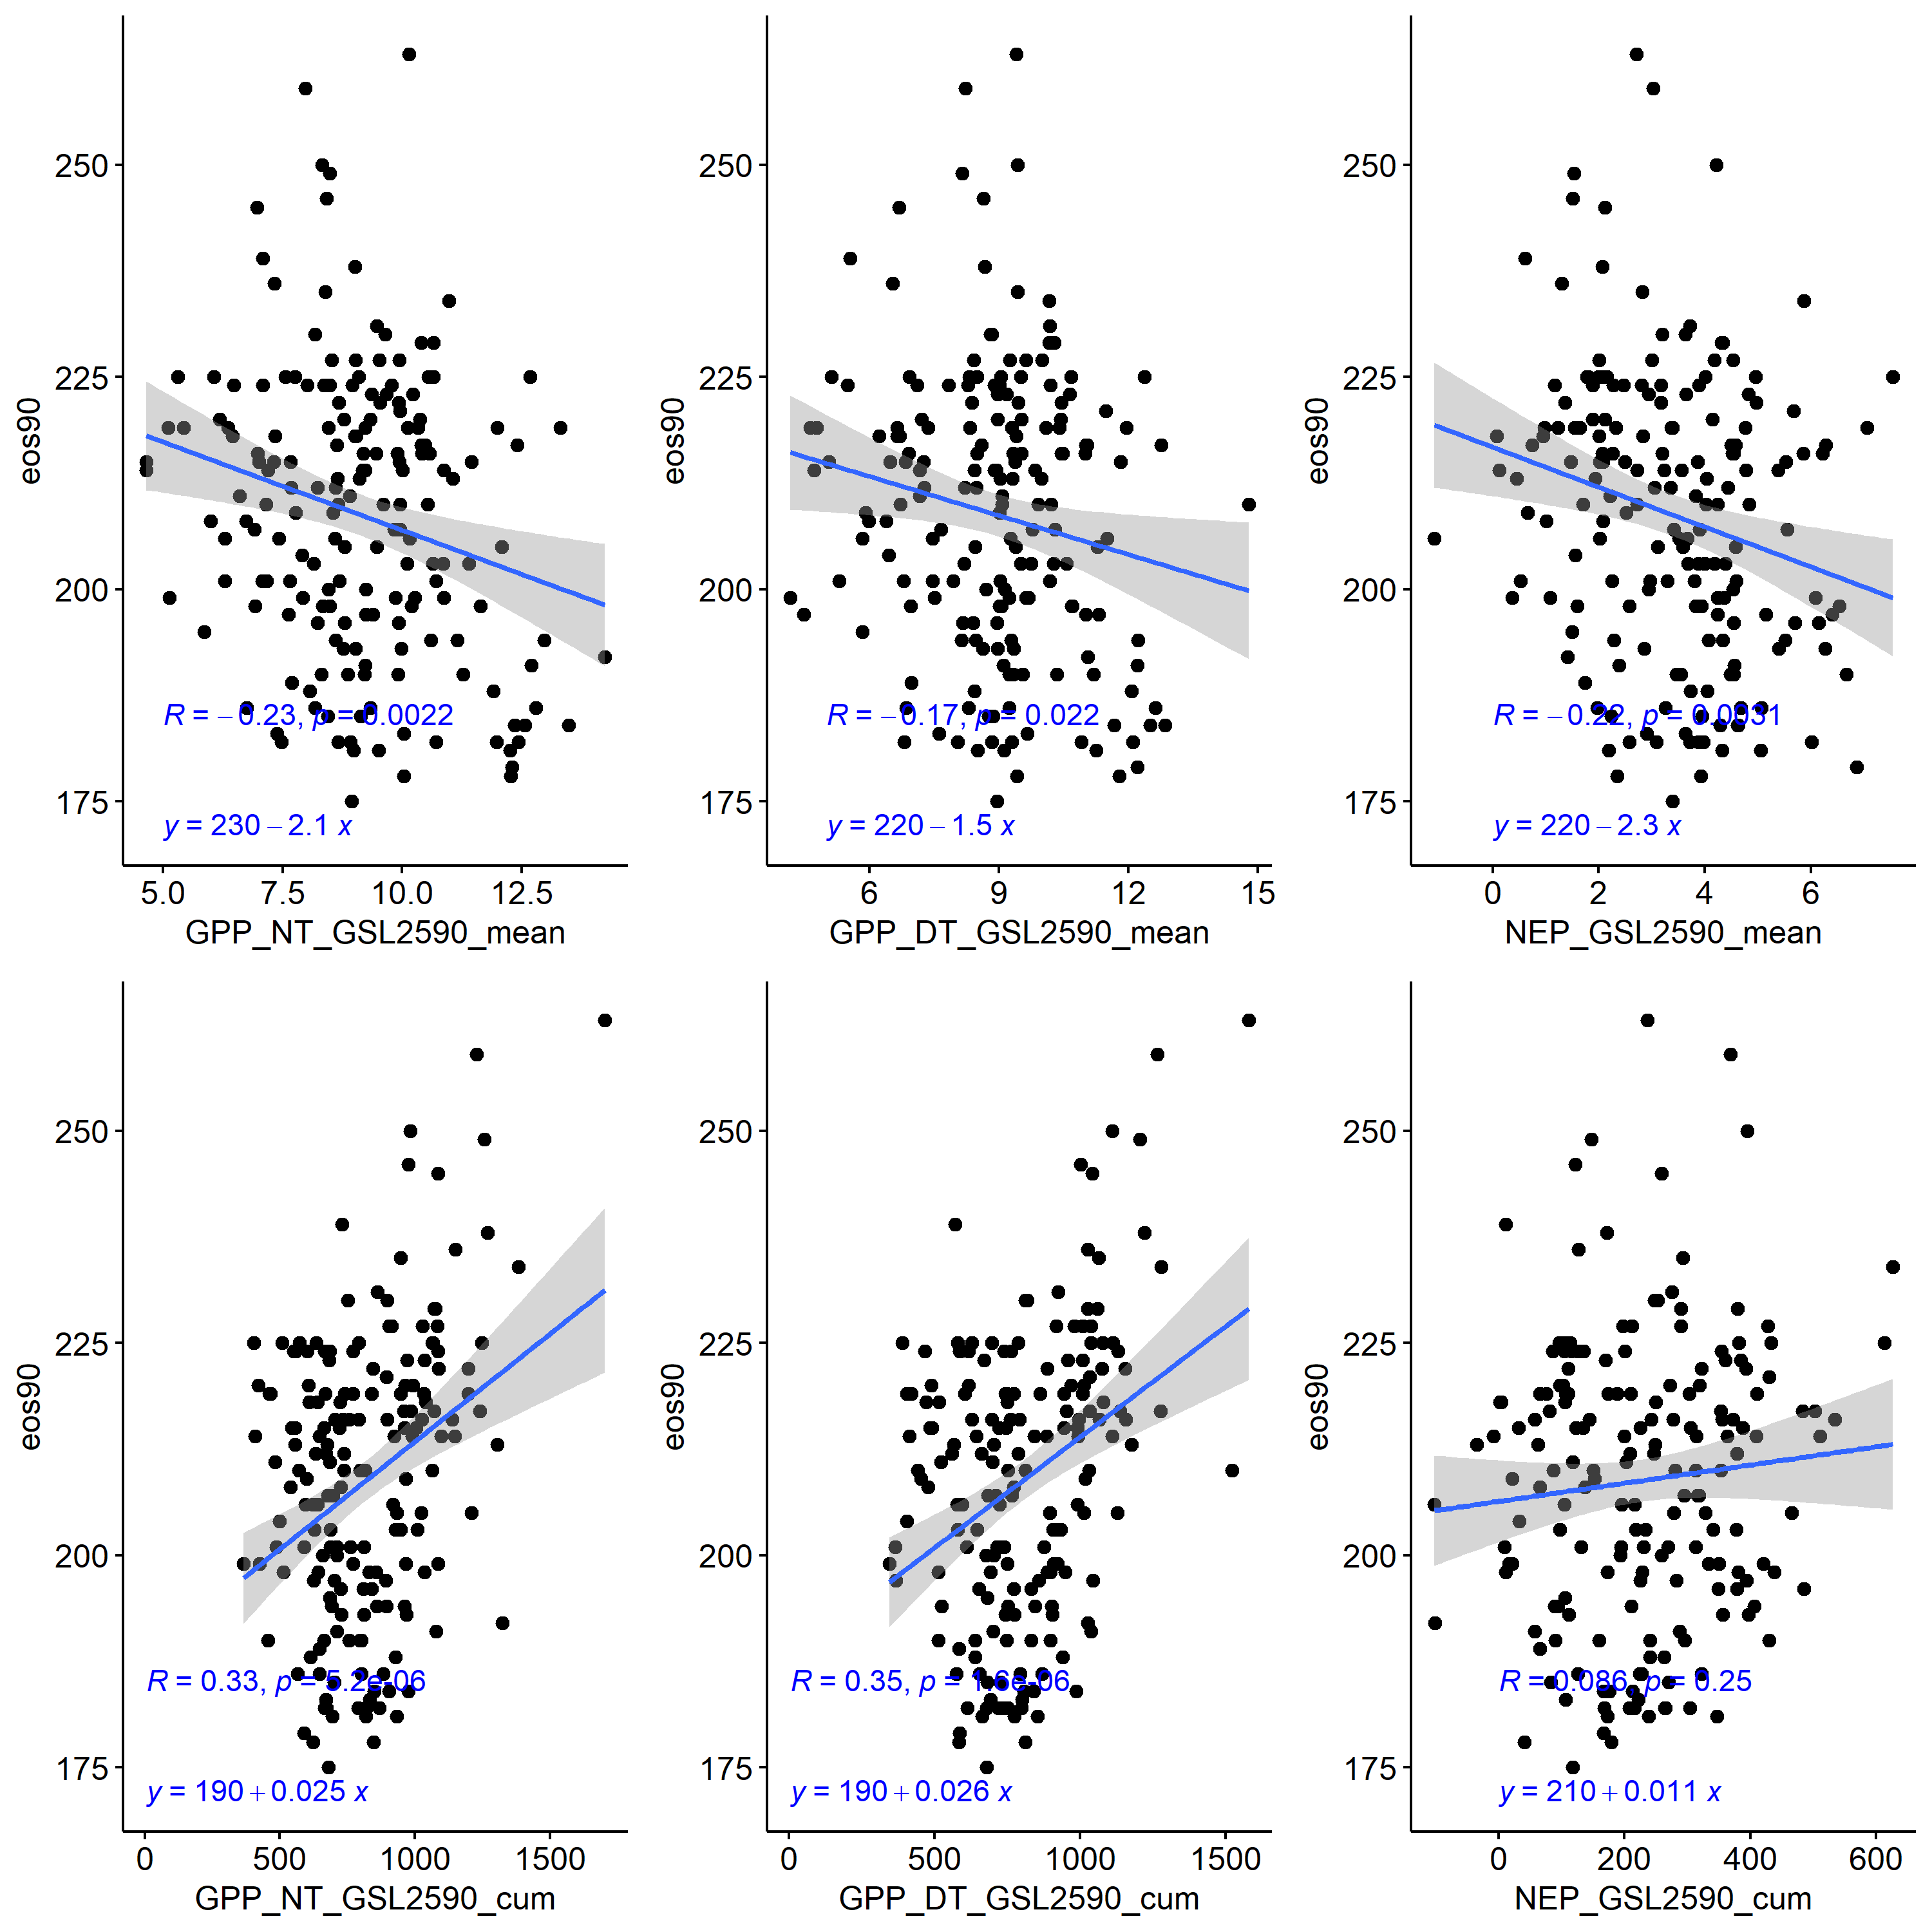 250
225
200
175
eos90
R = −0.23, p = 0.0022
y = 230 − 2.1 x
5.0 7.5 10.0 12.5
GPP_NT_GSL2590_mean
250
225
200
175
eos90
R = −0.17, p = 0.022
y = 220 − 1.5 x
6 9 12 15
GPP_DT_GSL2590_mean
250
225
200
175
eos90
R = −0.22, p = 0.0031
y = 220 − 2.3 x
0 2 4 6
NEP_GSL2590_mean
250
225
200
175
eos90
R = 0.33, p = 5.2e-06
y = 190 + 0.025 x
0 500 1000 1500
GPP_NT_GSL2590_cum
250
225
200
175
eos90
R = 0.35, p = 1.6e-06
y = 190 + 0.026 x
0 500 1000 1500
GPP_DT_GSL2590_cum
250
225
200
175
eos90
R = 0.086, p = 0.25
y = 210 + 0.011 x
0 200 400 600
NEP_GSL2590_cum